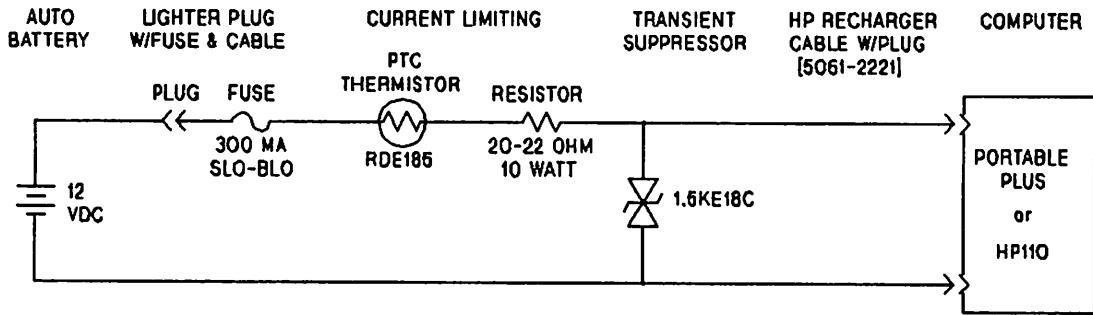 AUTO
BATTERY
LIGHTER PLUG
W/FUSE & CABLE
CURRENT LIMITING
TRANSIENT
SUPPRESSOR
HP RECHARGER
CABLE W/PLUG
[5061-2221]
COMPUTER
PTC
THERMISTOR
PLUG
FUSE
RESISTOR
300 MA
SLO-BLO
RDE185
20-22 OHM
10 WATT
12
VDC
1.5KE18C
PORTABLE
PLUS
or
HP110